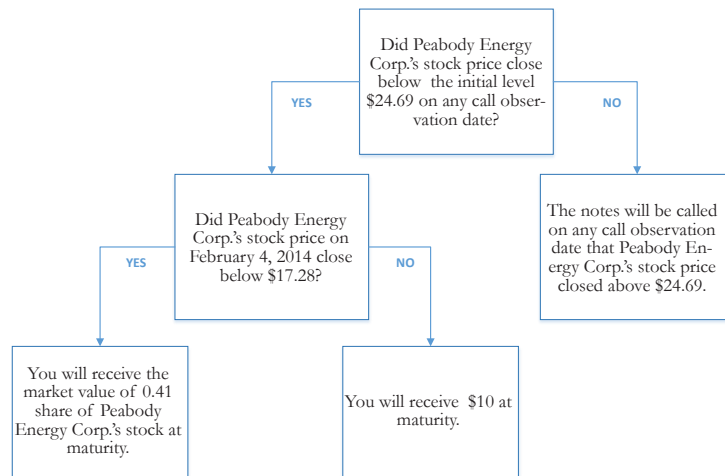 Did Peabody Energy
Corp.'s stock price close
below the initial level
$24.69 on any call obser-
vation date?
YES
NO
Did Peabody Energy
Corp.'s stock price on
February 4, 2014 close
below $17.28?
The notes will be called
on any call observation
date that Peabody En-
ergy Corp.'s stock price
closed above $24.69.
YES
NO
You will receive the
market value of 0.41
share of Peabody
Energy Corp.'s stock at
maturity.
You will receive $10 at
maturity.